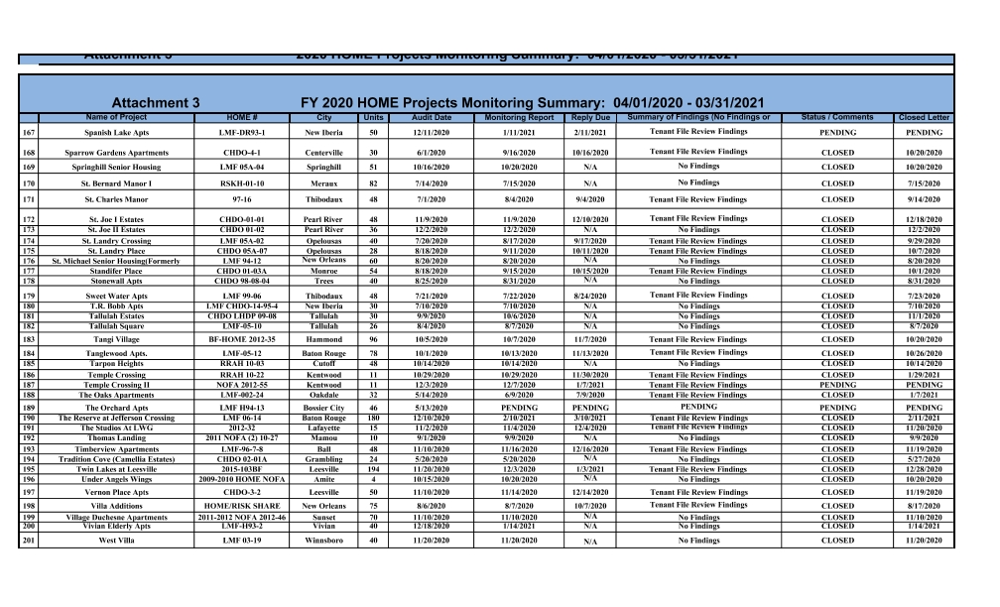 Attachment 3 2020 HOME Projects Monitoring Summary: 04/01/2020 - 03/31/2021
Attachment 3 FY 2020 HOME Projects Monitoring Summary: 04/01/2020 - 03/31/2021
Name of Project HOME # City Units Audit Date Monitoring Report Reply Due Summary of Findings (No Findings or Status / Comments Closed Letter
167 Spanish Lake Apts LMF-DR93-1 New Iberia 50 12/11/2020 1/11/2021 2/11/2021 Tenant File Review Findings PENDING PENDING
168 Sparrow Gardens Apartments CHDO-4-1 Centerville 30 6/1/2020 9/16/2020 10/16/2020 Tenant File Review Findings CLOSED 10/20/2020
169 Springhill Senior Housing LMF 05A-04 Springhill 51 10/16/2020 10/20/2020 N/A No Findings CLOSED 10/20/2020
170 St. Bernard Manor I RSKH-01-10 Meraux 82 7/14/2020 7/15/2020 N/A No Findings CLOSED 7/15/2020
171 St. Charles Manor 97-16 Thibodaux 48 7/1/2020 8/4/2020 9/4/2020 Tenant File Review Findings CLOSED 9/14/2020
172 St. Joe I Estates CHDO-01-01 Pearl River 48 11/9/2020 11/9/2020 12/10/2020 Tenant File Review Findings CLOSED 12/18/2020
173 St. Joe II Estates CHDO 01-02 Pearl River 36 12/2/2020 12/2/2020 N/A No Findings CLOSED 12/2/2020
174 St. Landry Crossing LMF 05A-02 Opelousas 40 7/20/2020 8/17/2020 9/17/2020 Tenant File Review Findings CLOSED 9/29/2020
175 St. Landry Place CHDO 05A-07 Opelousas 28 8/18/2020 9/11/2020 10/11/2020 Tenant File Review Findings CLOSED 10/7/2020
176 St. Michael Senior Housing(Formerly LMF 94-12 New Orleans 60 8/20/2020 8/20/2020 N/A No Findings CLOSED 8/20/2020
177 Standifer Place CHDO 01-03A Monroe 54 8/18/2020 9/15/2020 10/15/2020 Tenant File Review Findings CLOSED 10/1/2020
178 Stonewall Apts CHDO 98-08-04 Trees 40 8/25/2020 8/31/2020 N/A No Findings CLOSED 8/31/2020
179 Sweet Water Apts LMF 99-06 Thibodaux 48 7/21/2020 7/22/2020 8/24/2020 Tenant File Review Findings CLOSED 7/23/2020
180 T.R. Bobb Apts LMF CHDO-14-95-4 New Iberia 30 7/10/2020 7/10/2020 N/A No Findings CLOSED 7/10/2020
181 Tallulah Estates CHDO LHDP 09-08 Tallulah 30 9/9/2020 10/6/2020 N/A No Findings CLOSED 11/1/2020
182 Tallulah Square LMF-05-10 Tallulah 26 8/4/2020 8/7/2020 N/A No Findings CLOSED 8/7/2020
183 Tangi Village BF-HOME 2012-35 Hammond 96 10/5/2020 10/7/2020 11/7/2020 Tenant File Review Findings CLOSED 10/20/2020
184 Tanglewood Apts. LMF-05-12 Baton Rouge 78 10/1/2020 10/13/2020 11/13/2020 Tenant File Review Findings CLOSED 10/26/2020
185 Tarpon Heights RRAH 10-03 Cutoff 48 10/14/2020 10/14/2020 N/A No Findings CLOSED 10/14/2020
186 Temple Crossing RRAH 10-22 Kentwood 11 10/29/2020 10/29/2020 11/30/2020 Tenant File Review Findings CLOSED 1/29/2021
187 Temple Crossing II NOFA 2012-55 Kentwood 11 12/3/2020 12/7/2020 1/7/2021 Tenant File Review Findings PENDING PENDING
188 The Oaks Apartments LMF-002-24 Oakdale 32 5/14/2020 6/9/2020 7/9/2020 Tenant File Review Findings CLOSED 1/7/2021
189 The Orchard Apts LMF H94-13 Bossier City 46 5/13/2020 PENDING PENDING PENDING PENDING PENDING
190 The Reserve at Jefferson Crossing LMF 06-14 Baton Rouge 180 12/10/2020 2/10/2021 3/10/2021 Tenant File Review Findings CLOSED 2/11/2021
191 The Studios At LWG 2012-32 Lafayette 15 11/2/2020 11/4/2020 12/4/2020 Tenant File Review Findings CLOSED 11/20/2020
192 Thomas Landing 2011 NOFA (2) 10-27 Mamou 10 9/1/2020 9/9/2020 N/A No Findings CLOSED 9/9/2020
193 Timberview Apartments LMF-96-7-8 Ball 48 11/10/2020 11/16/2020 12/16/2020 Tenant File Review Findings CLOSED 11/19/2020
194 Tradition Cove (Camellia Estates) CHDO 02-01A Grambling 24 5/20/2020 5/20/2020 N/A No Findings CLOSED 5/27/2020
195 Twin Lakes at Leesville 2015-103BF Leesville 194 11/20/2020 12/3/2020 1/3/2021 Tenant File Review Findings CLOSED 12/28/2020
196 Under Angels Wings 2009-2010 HOME NOFA Amite 4 10/15/2020 10/20/2020 N/A No Findings CLOSED 10/20/2020
197 Vernon Place Apts CHDO-3-2 Leesville 50 11/10/2020 11/14/2020 12/14/2020 Tenant File Review Findings CLOSED 11/19/2020
198 Villa Additions HOME/RISK SHARE New Orleans 75 8/6/2020 8/7/2020 10/7/2020 Tenant File Review Findings CLOSED 8/17/2020
199 Village Duchesne Apartments 2011-2012 NOFA 2012-46 Sunset 70 11/10/2020 11/10/2020 N/A No Findings CLOSED 11/10/2020
200 Vivian Elderly Apts LMF-H93-2 Vivian 40 12/18/2020 1/14/2021 N/A No Findings CLOSED 1/14/2021
201 West Villa LMF 03-19 Winnsboro 40 11/20/2020 11/20/2020 N/A No Findings CLOSED 11/20/2020